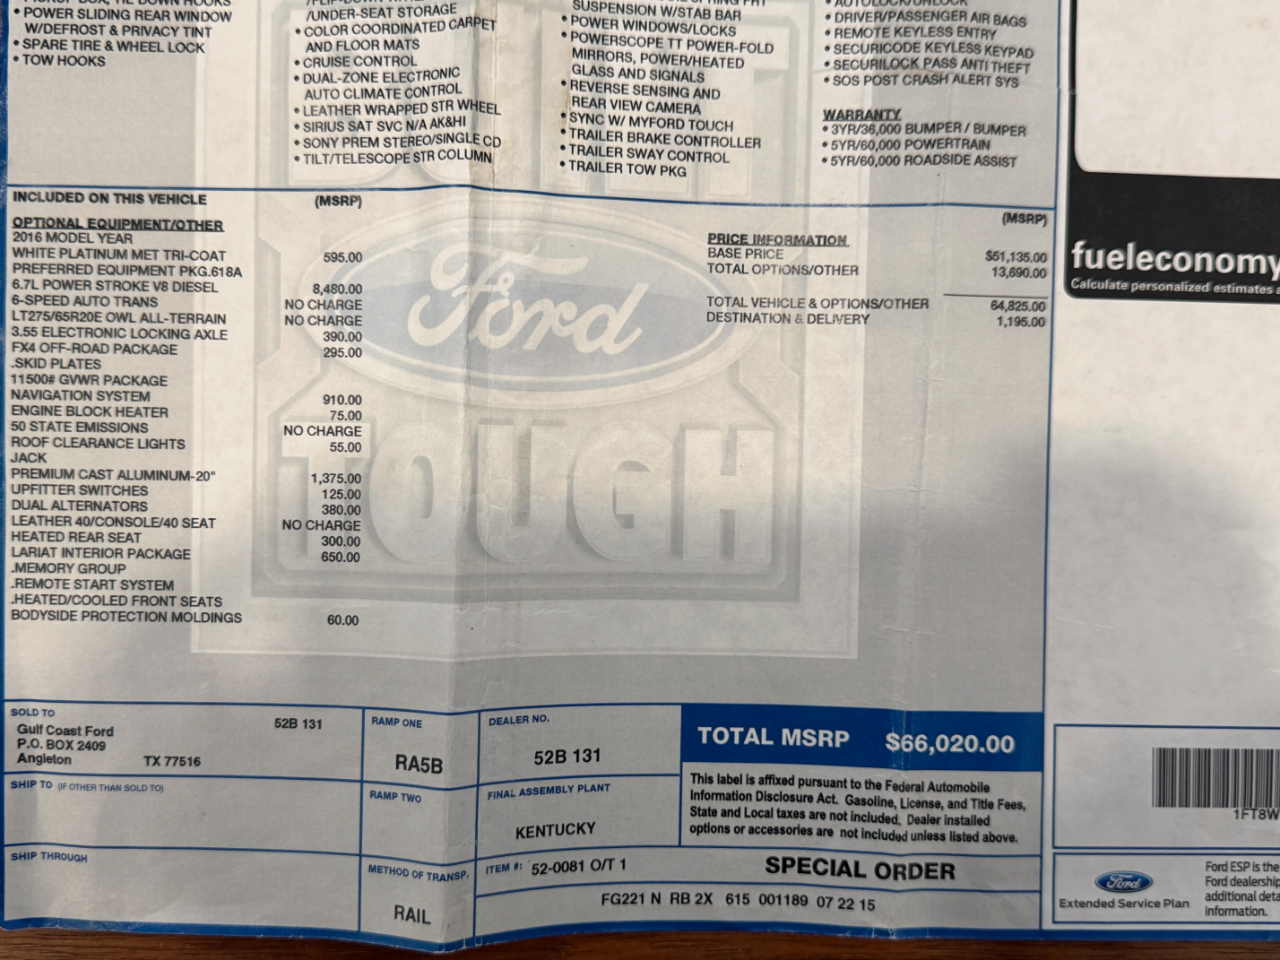 • POWER SLIDING REAR WINDOW
W/DEFROST & PRIVACY TINT
• SPARE TIRE & WHEEL LOCK
• TOW HOOKS
/UNDER-SEAT STORAGE
• COLOR COORDINATED CARPET
AND FLOOR MATS
• CRUISE CONTROL
• DUAL-ZONE ELECTRONIC
AUTO CLIMATE CONTROL
• LEATHER WRAPPED STR WHEEL
• SIRIUS SAT SVC N/A AK&HI
• SONY PREM STEREO/SINGLE CD
• TILT/TELESCOPE STR COLUMN
SUSPENSION W/STAB BAR
• POWER WINDOWS/LOCKS
• POWERSCOPE TT POWER-FOLD
MIRRORS, POWER/HEATED
GLASS AND SIGNALS
• REVERSE SENSING AND
REAR VIEW CAMERA
• SYNC W/ MYFORD TOUCH
• TRAILER BRAKE CONTROLLER
• TRAILER SWAY CONTROL
• TRAILER TOW PKG
• AUTOLOCK/UNLOCK
• DRIVER/PASSENGER AIR BAGS
• REMOTE KEYLESS ENTRY
• SECURICODE KEYLESS KEYPAD
• SECURILOCK PASS ANTI THEFT
• SOS POST CRASH ALERT SYS
WARRANTY
• 3YR/36,000 BUMPER / BUMPER
• 5YR/60,000 POWERTRAIN
• 5YR/60,000 ROADSIDE ASSIST
INCLUDED ON THIS VEHICLE (MSRP)
OPTIONAL EQUIPMENT/OTHER
2016 MODEL YEAR
WHITE PLATINUM MET TRI-COAT 595.00
PREFERRED EQUIPMENT PKG.618A
6.7L POWER STROKE V8 DIESEL 8,480.00
6-SPEED AUTO TRANS NO CHARGE
LT275/65R20E OWL ALL-TERRAIN NO CHARGE
3.55 ELECTRONIC LOCKING AXLE 390.00
FX4 OFF-ROAD PACKAGE 295.00
.SKID PLATES
11500# GVWR PACKAGE
NAVIGATION SYSTEM 910.00
ENGINE BLOCK HEATER 75.00
50 STATE EMISSIONS NO CHARGE
ROOF CLEARANCE LIGHTS 55.00
JACK
PREMIUM CAST ALUMINUM-20" 1,375.00
UPFITTER SWITCHES 125.00
DUAL ALTERNATORS 380.00
LEATHER 40/CONSOLE/40 SEAT NO CHARGE
HEATED REAR SEAT 300.00
LARIAT INTERIOR PACKAGE 650.00
.MEMORY GROUP
.REMOTE START SYSTEM
.HEATED/COOLED FRONT SEATS
BODYSIDE PROTECTION MOLDINGS 60.00
Ford
TOUGH
(MSRP)
PRICE INFORMATION
BASE PRICE $51,135.00
TOTAL OPTIONS/OTHER 13,690.00
TOTAL VEHICLE & OPTIONS/OTHER 64,825.00
DESTINATION & DELIVERY 1,195.00
fueleconomy
Calculate personalized estimates
SOLD TO 52B 131
Gulf Coast Ford
P.O. BOX 2409
Angleton TX 77516
SHIP TO (IF OTHER THAN SOLD TO)
SHIP THROUGH
RAMP ONE
RA5B
RAMP TWO
METHOD OF TRANSP.
RAIL
DEALER NO.
52B 131
FINAL ASSEMBLY PLANT
KENTUCKY
ITEM #: 52-0081 O/T 1
TOTAL MSRP $66,020.00
This label is affixed pursuant to the Federal Automobile
Information Disclosure Act. Gasoline, License, and Title Fees,
State and Local taxes are not included. Dealer installed
options or accessories are not included unless listed above.
SPECIAL ORDER
FG221 N RB 2X 615 001189 07 22 15
1FT8W
Ford
Extended Service Plan
Ford ESP is the
Ford dealership
additional deta
information.